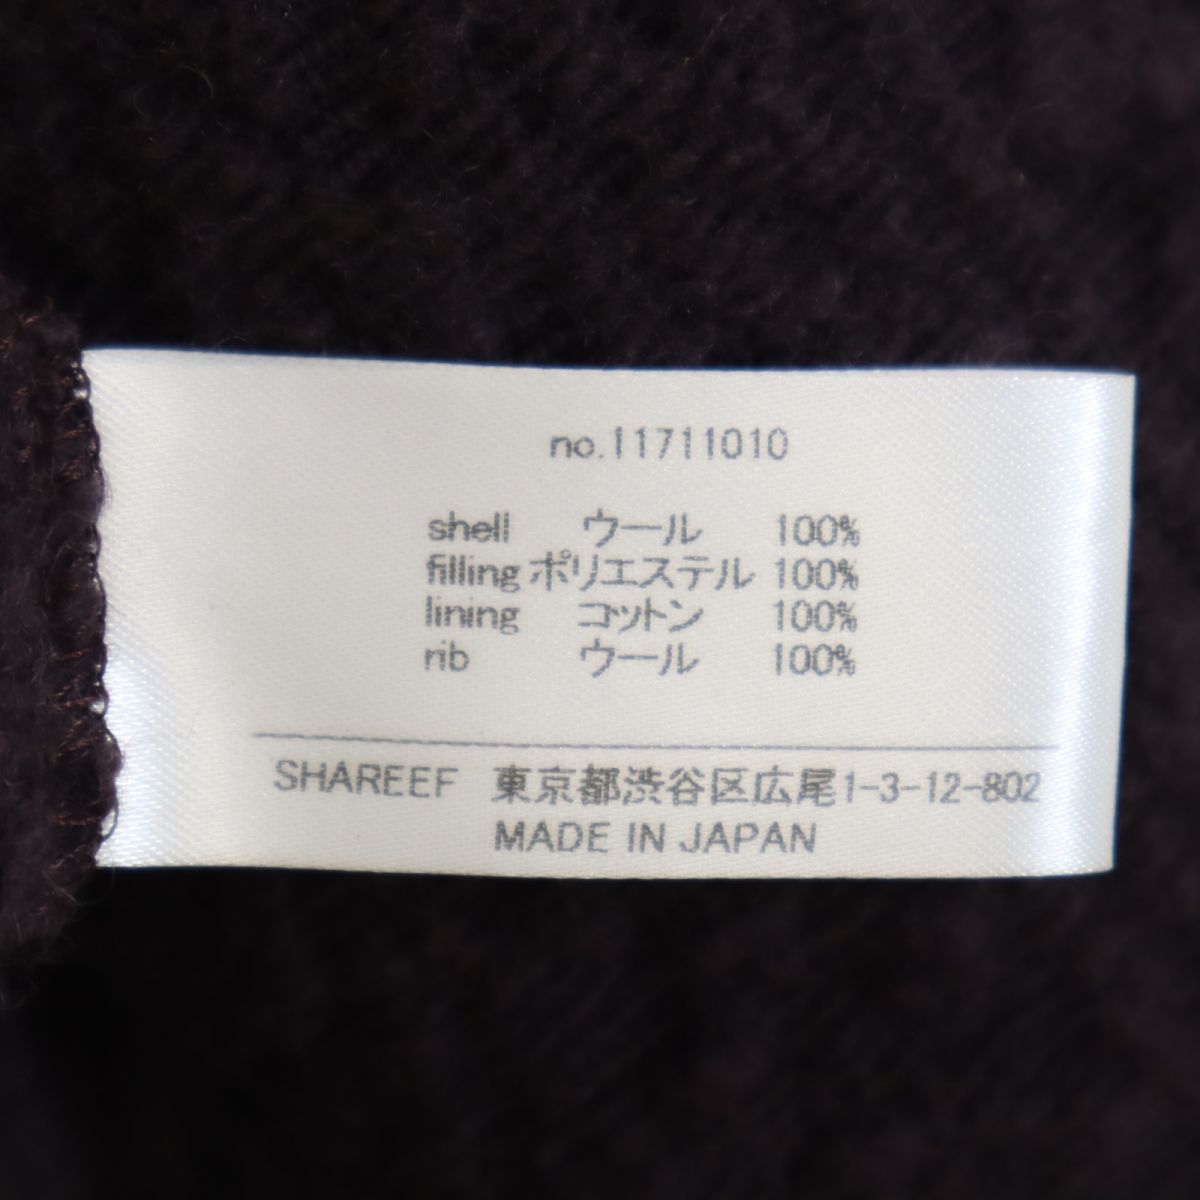 no.11711010
shell ウール 100%
filling ポリエステル 100%
lining コットン 100%
rib ウール 100%
SHAREEF 東京都渋谷区広尾1-3-12-802
MADE IN JAPAN